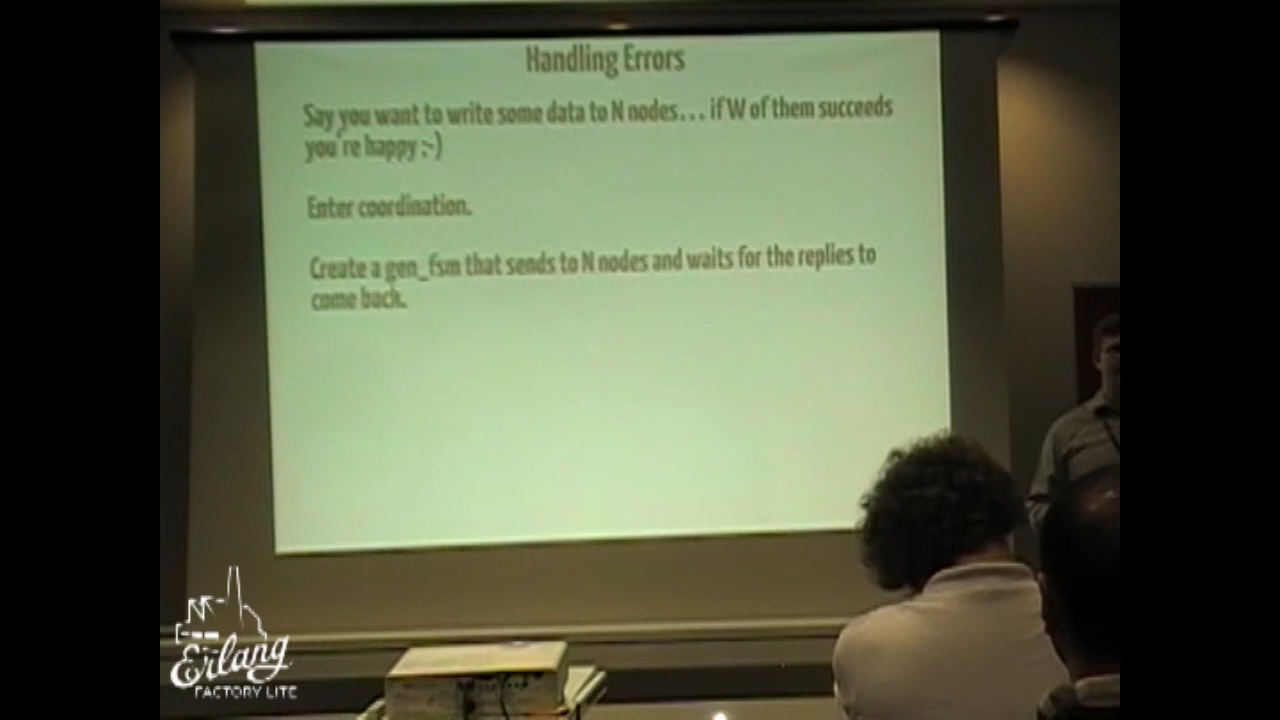 Handling Errors
Say you want to write some data to N nodes... if W of them succeeds
you're happy :-)
Enter coordination.
Create a gen_fsm that sends to N nodes and waits for the replies to
come back.
Erlang
FACTORY LITE